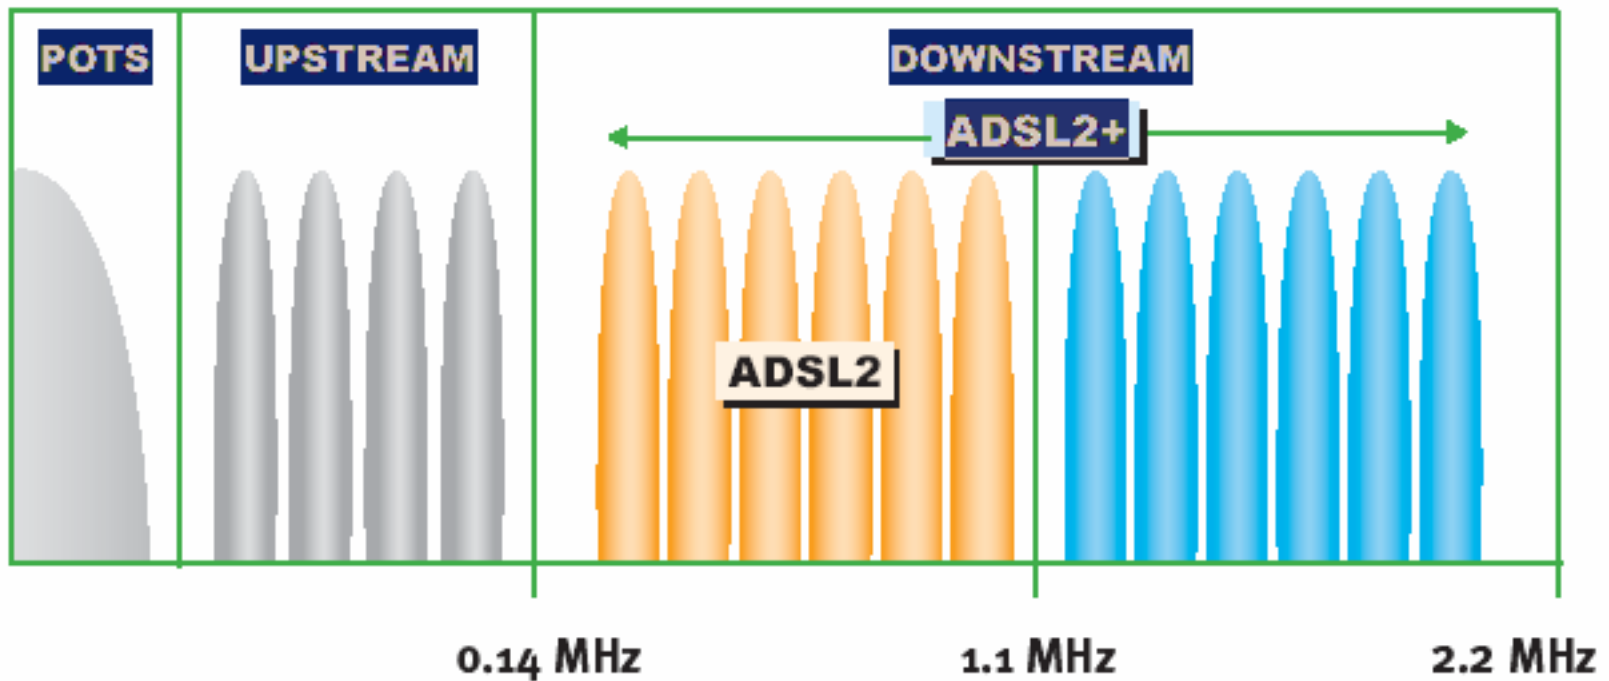 POTS UPSTREAM DOWNSTREAM
ADSL2+
ADSL2
0.14 MHz 1.1 MHz 2.2 MHz